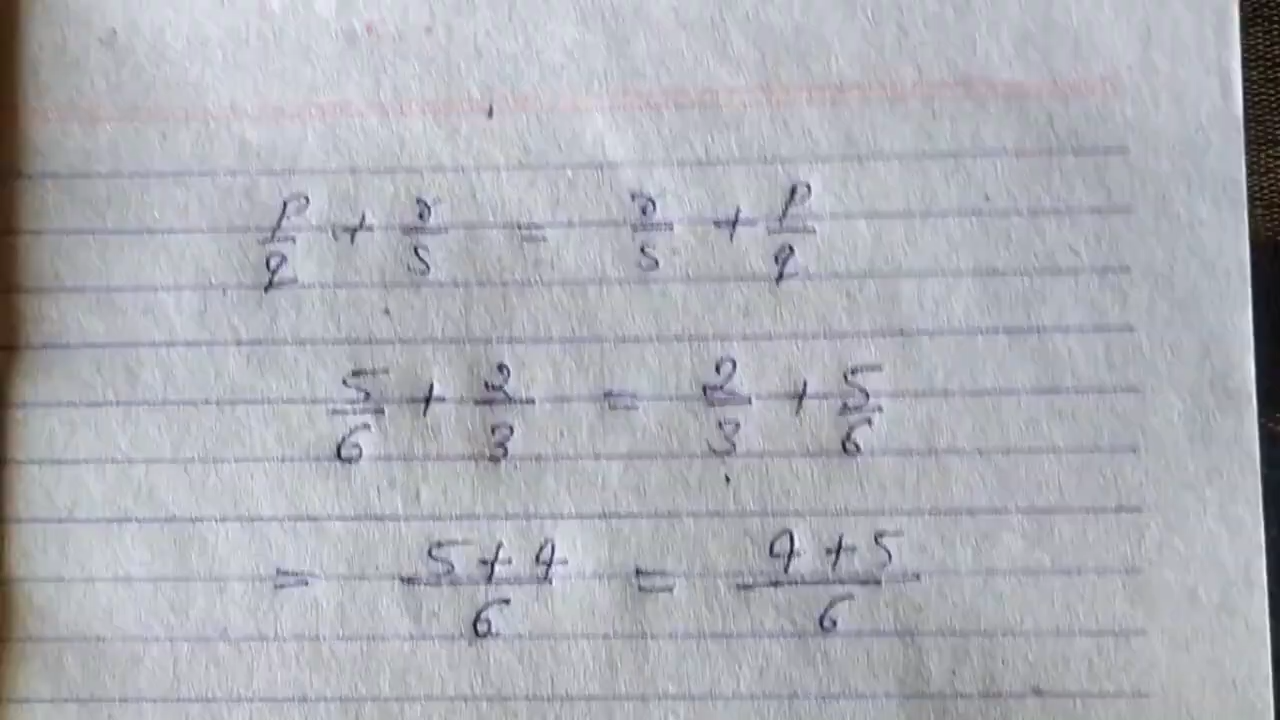 p/q + r/s = r/s + p/q
5/6 + 2/3 = 2/3 + 5/6
= 5+4/6 = 4+5/6